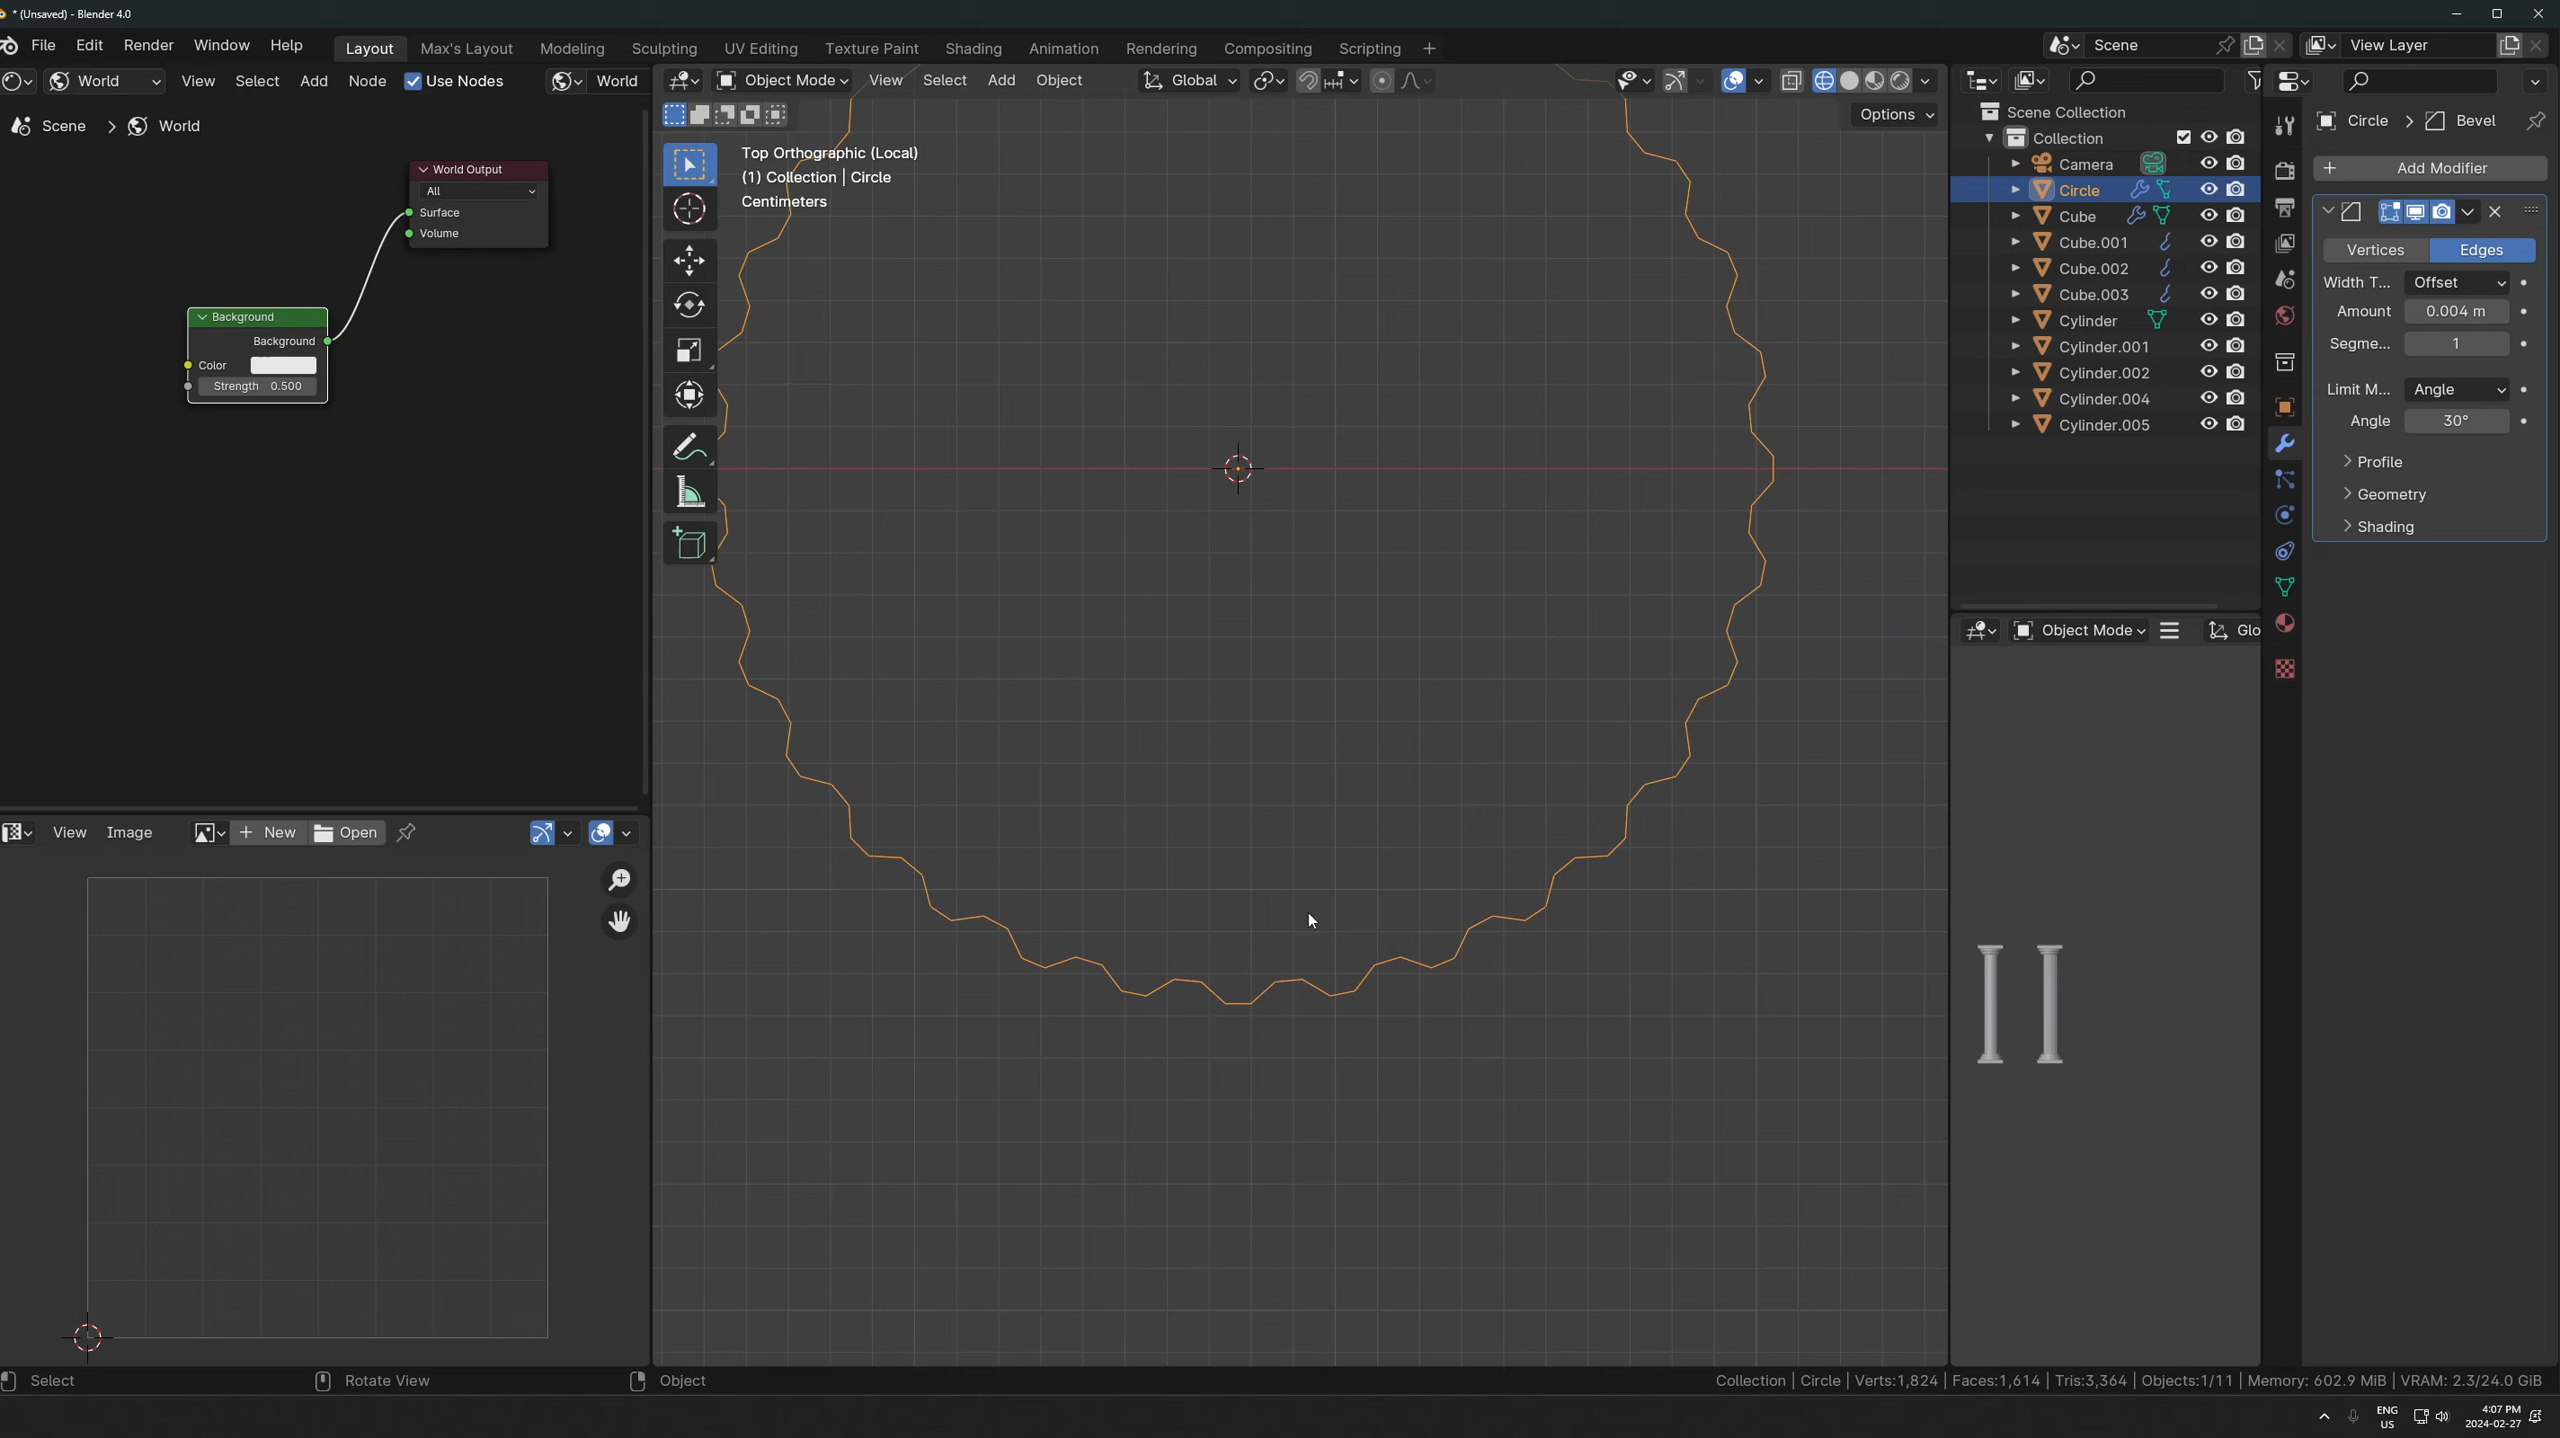 * (Unsaved) - Blender 4.0
File Edit Render Window Help Layout Max's Layout Modeling Sculpting UV Editing Texture Paint Shading Animation Rendering Compositing Scripting + Scene View Layer
World View Select Add Node Use Nodes World
Object Mode View Select Add Object Global
Options
Scene > World
World Output
All
Surface
Volume
Background
Background
Color
Strength 0.500
Top Orthographic (Local)
(1) Collection | Circle
Centimeters
Scene Collection
Collection
Camera
Circle
Cube
Cube.001
Cube.002
Cube.003
Cylinder
Cylinder.001
Cylinder.002
Cylinder.004
Cylinder.005
Circle > Bevel
+ Add Modifier
Vertices Edges
Width T... Offset
Amount 0.004 m
Segme... 1
Limit M... Angle
Angle 30°
Profile
Geometry
Shading
Object Mode Glo
View Image + New Open
Select Rotate View Object
Collection | Circle | Verts:1,824 | Faces:1,614 | Tris:3,364 | Objects:1/11 | Memory: 602.9 MiB | VRAM: 2.3/24.0 GiB
ENG
US
4:07 PM
2024-02-27